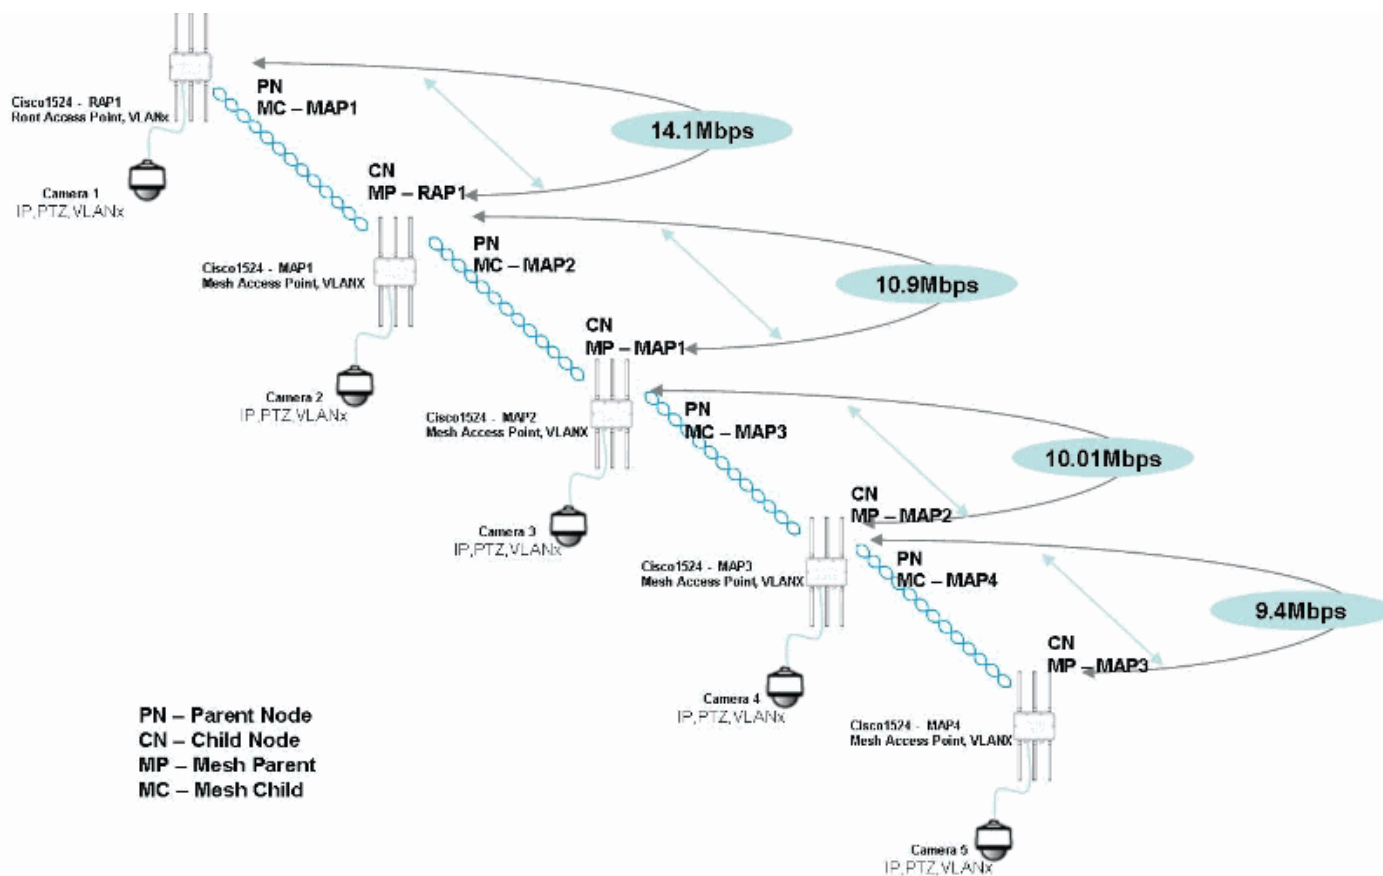 PN
MC – MAP1
Cisco1524 - RAP1
Root Access Point, VLANx
14.1Mbps
Camera 1
IP,PTZ,VLANx
CN
MP – RAP1
PN
MC – MAP2
Cisco1524 - MAP1
Mesh Access Point, VLANX
10.9Mbps
CN
MP – MAP1
Camera 2
IP,PTZ,VLANx
Cisco1524 - MAP2
Mesh Access Point, VLANX
PN
MC – MAP3
10.01Mbps
CN
MP – MAP2
Camera 3
IP,PTZ,VLANx
Cisco1524 - MAP3
Mesh Access Point, VLANX
PN
MC – MAP4
9.4Mbps
CN
MP – MAP3
Camera 4
IP,PTZ,VLANx
Cisco1524 - MAP4
Mesh Access Point, VLANX
PN – Parent Node
CN – Child Node
MP – Mesh Parent
MC – Mesh Child
Camera 5
IP,PTZ,VLANx